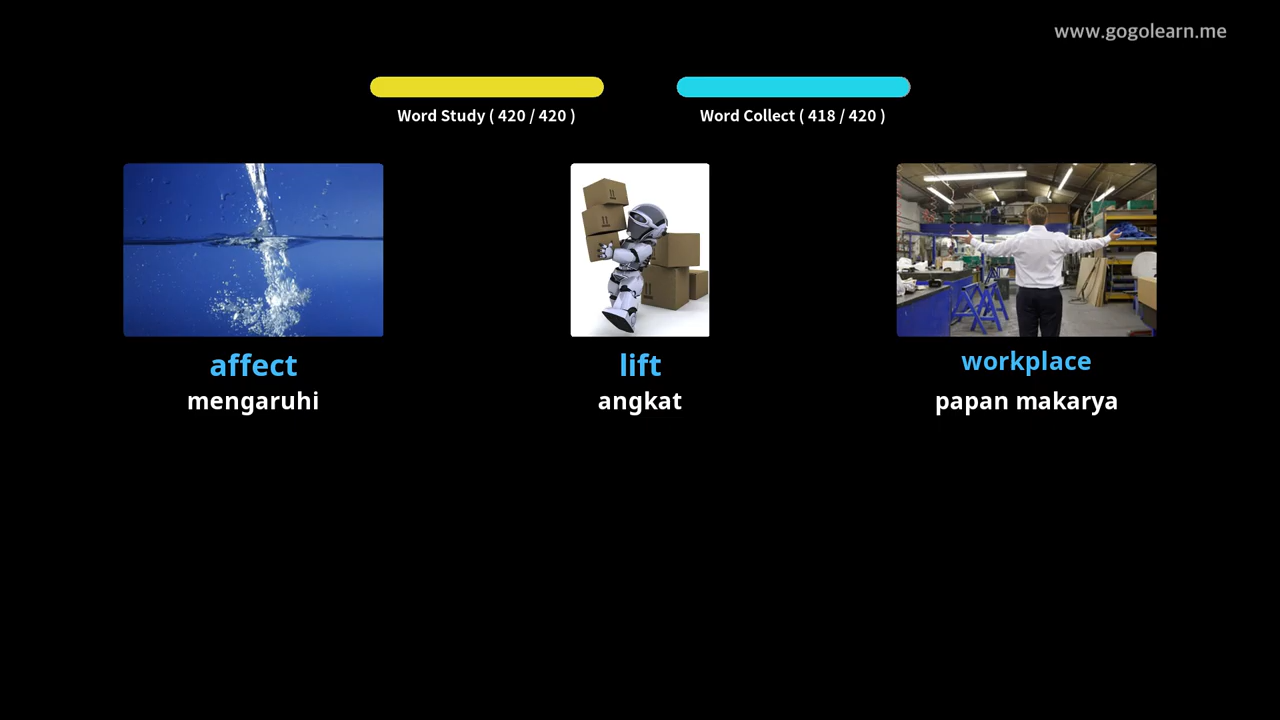 www.gogolearn.me
Word Study ( 420 / 420 )
Word Collect ( 418 / 420 )
affect
mengaruhi
lift
angkat
workplace
papan makarya